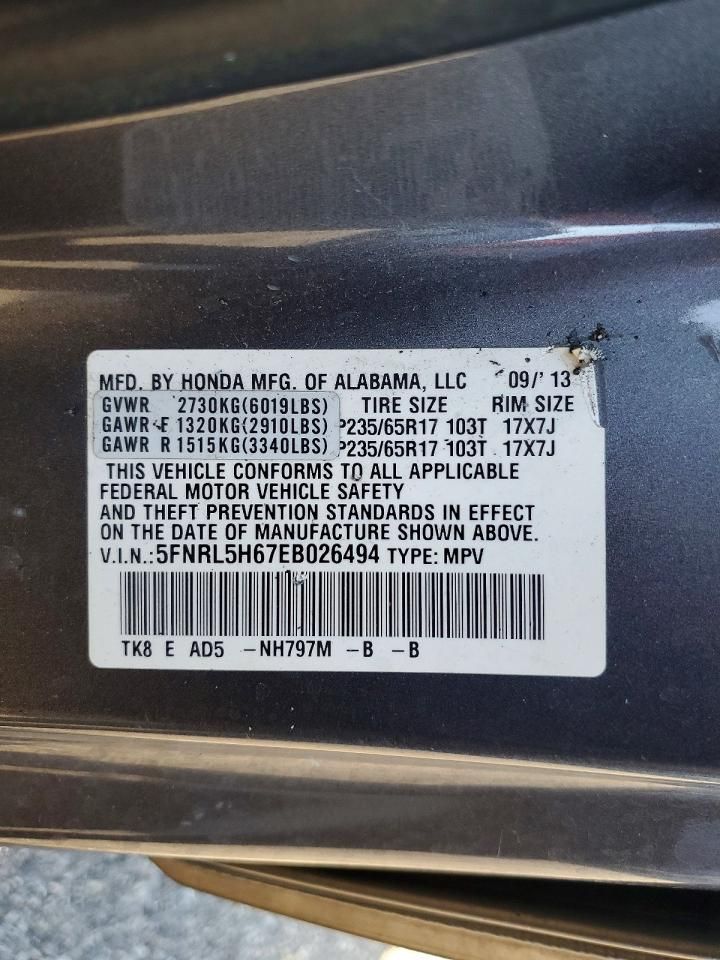 MFD. BY HONDA MFG. OF ALABAMA, LLC 09/'13
GVWR 2730KG(6019LBS) TIRE SIZE RIM SIZE
GAWR F 1320KG(2910LBS) P235/65R17 103T 17X7J
GAWR R 1515KG(3340LBS) P235/65R17 103T 17X7J
THIS VEHICLE CONFORMS TO ALL APPLICABLE
FEDERAL MOTOR VEHICLE SAFETY
AND THEFT PREVENTION STANDARDS IN EFFECT
ON THE DATE OF MANUFACTURE SHOWN ABOVE.
V.I.N.:5FNRL5H67EB026494 TYPE: MPV
TK8 E AD5 -NH797M -B -B